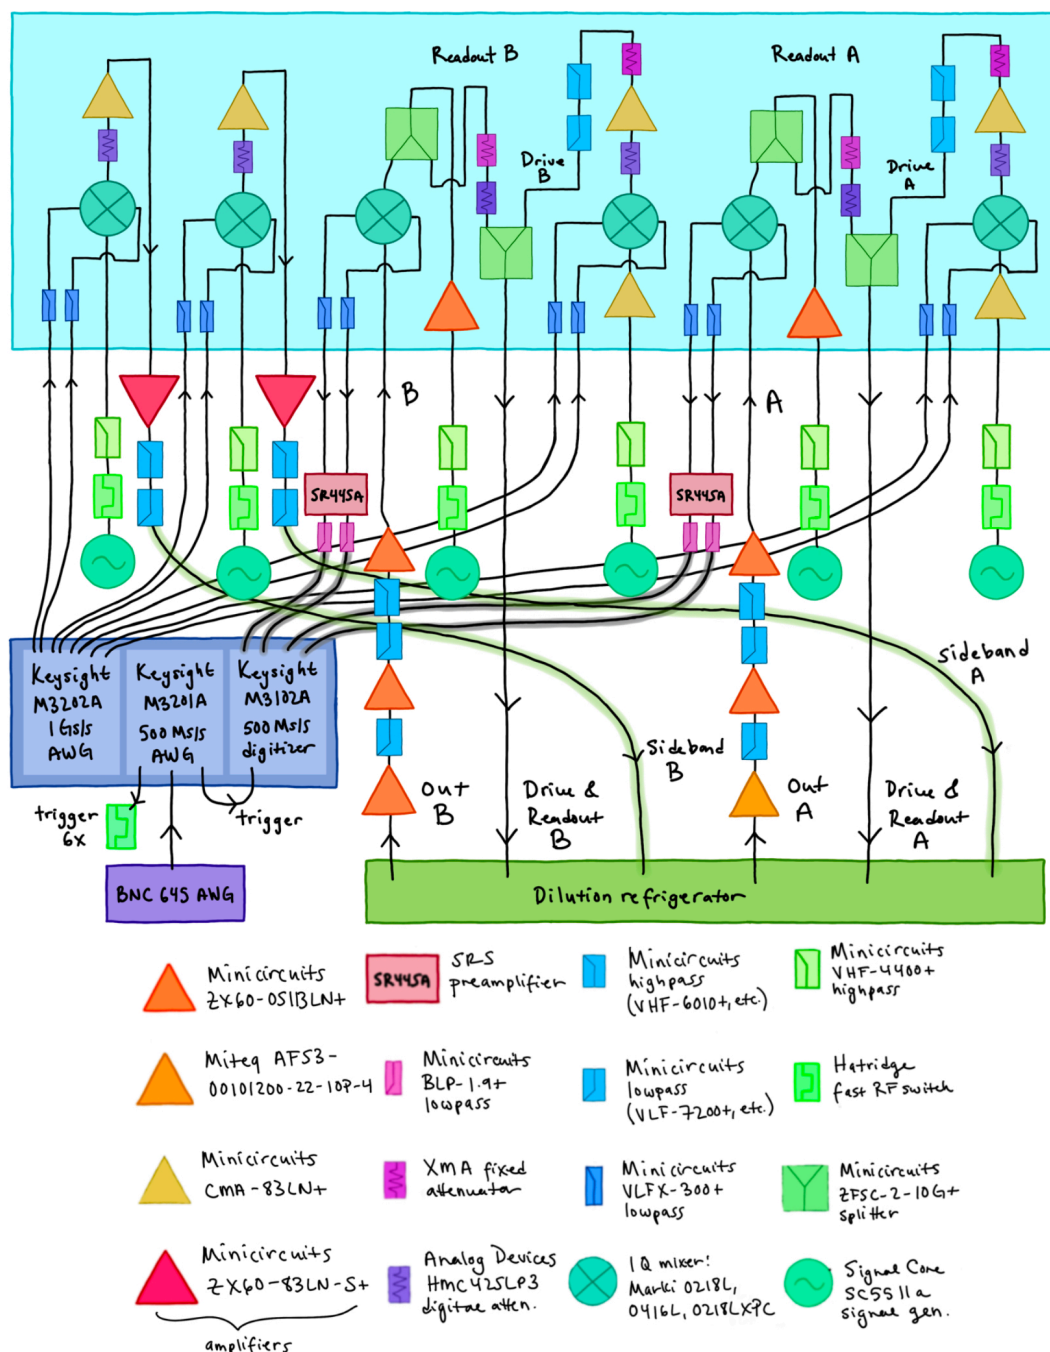 Readout B
Readout A
Drive
B
Drive
A
B
A
SR445A
SR445A
Keysight
M3202A
1 Gs/s
AWG
Keysight
M3201A
500 Ms/s
AWG
Keysight
M3102A
500 Ms/s
digitizer
trigger
6x
trigger
BNC 645 AWG
Out
B
Drive &
Readout
B
Sideband
B
Out
A
Drive &
Readout
A
Sideband
A
Dilution refrigerator
Minicircuits
ZX60-0513BLN+
SR445A
SRS
preamplifier
Minicircuits
highpass
(VHF-6010+, etc.)
Minicircuits
VHF-4400+
highpass
Miteq AFS3-
00101200-22-10P-4
Minicircuits
BLP-1.9+
lowpass
Minicircuits
lowpass
(VLF-7200+, etc.)
Hatridge
fast RF switch
Minicircuits
CMA-83LN+
XMA fixed
attenuator
Minicircuits
VLFX-300+
lowpass
Minicircuits
ZFSC-2-10G+
splitter
Minicircuits
ZX60-83LN-S+
amplifiers
Analog Devices
HMC425LP3
digital atten.
IQ mixer:
Marki 0218L,
0416L, 0218LXPC
Signal Core
SC5511a
signal gen.